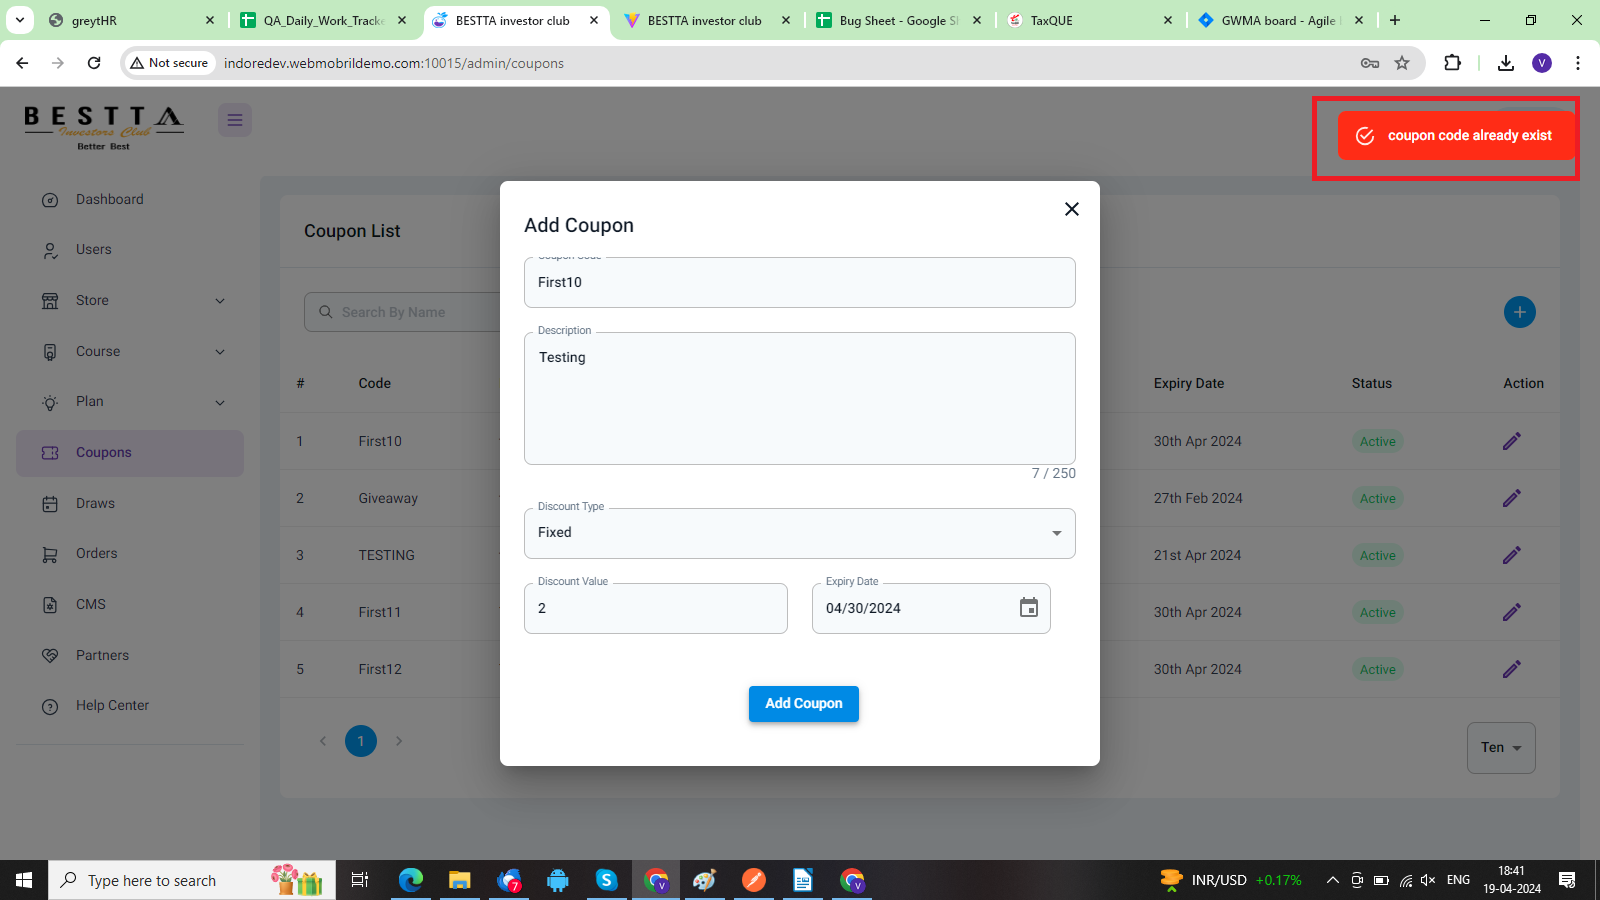 greytHR
QA_Daily_Work_Tracke
BESTTA investor club
BESTTA investor club
Bug Sheet - Google S
TaxQUE
GWMA board - Agile
Not secure
indoredev.webmobrildemo.com:10015/admin/coupons
V
BESTTA
Investors Club
Better Best
coupon code already exist
Dashboard
Users
Store
Course
Plan
Coupons
Draws
Orders
CMS
Partners
Help Center
Coupon List
Search By Name
# Code Expiry Date Status Action
1 First10 30th Apr 2024 Active
2 Giveaway 27th Feb 2024 Active
3 TESTING 21st Apr 2024 Active
4 First11 30th Apr 2024 Active
5 First12 30th Apr 2024 Active
1
Ten
Add Coupon
Coupon Code
First10
Description
Testing
7 / 250
Discount Type
Fixed
Discount Value
2
Expiry Date
04/30/2024
Add Coupon
Type here to search
7
INR/USD +0.17%
ENG
18:41
19-04-2024